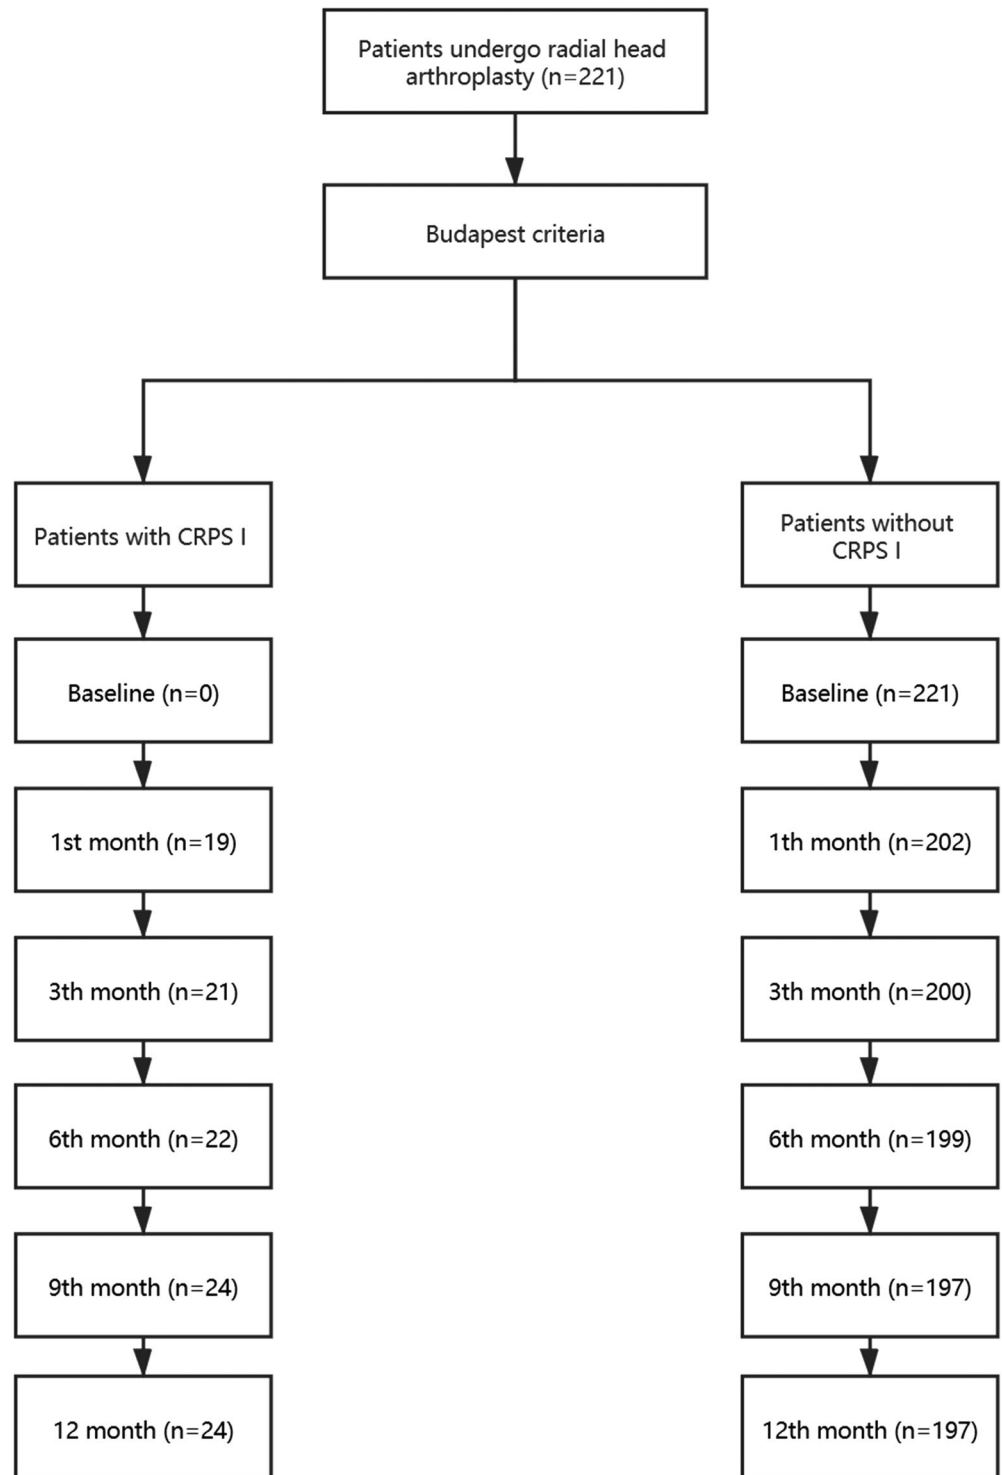 Patients undergo radial head
arthroplasty (n=221)
Budapest criteria
Patients with CRPS I
Patients without
CRPS I
Baseline (n=0)
Baseline (n=221)
1st month (n=19)
1th month (n=202)
3th month (n=21)
3th month (n=200)
6th month (n=22)
6th month (n=199)
9th month (n=24)
9th month (n=197)
12 month (n=24)
12th month (n=197)